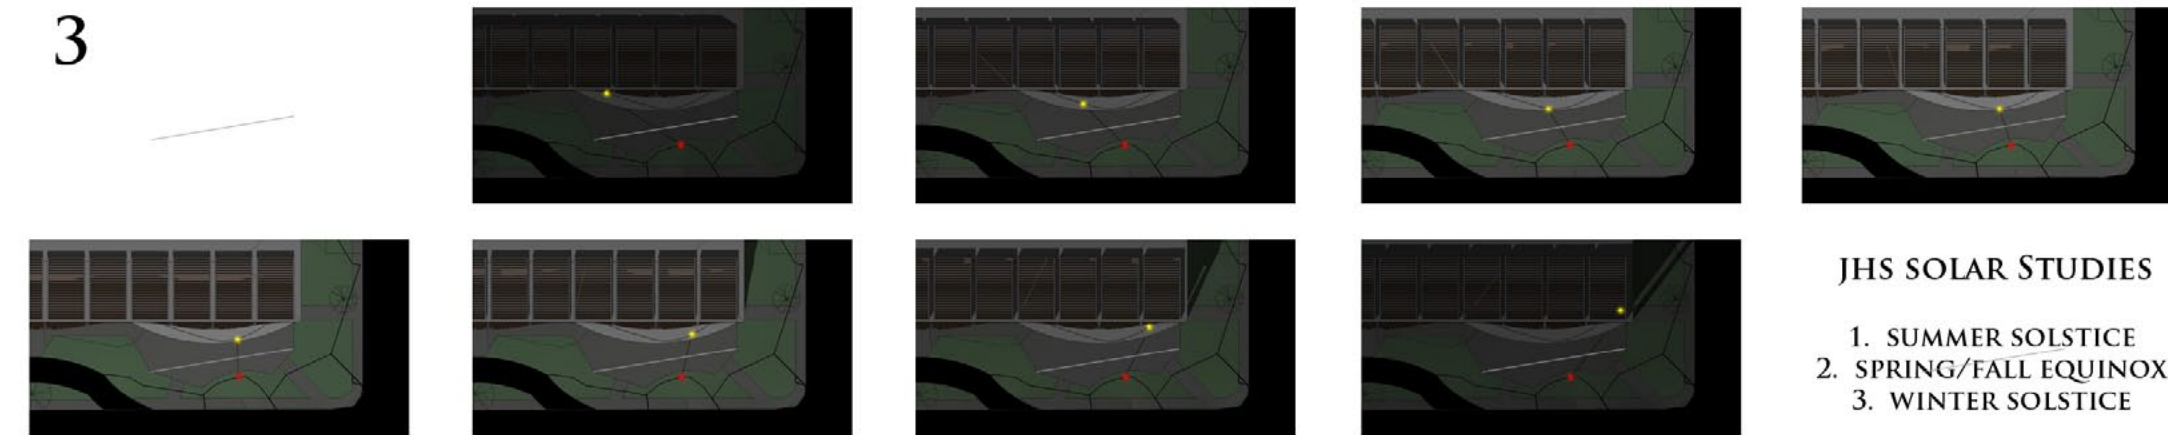 3
JHS SOLAR STUDIES
1. SUMMER SOLSTICE
2. SPRING/FALL EQUINOX
3. WINTER SOLSTICE